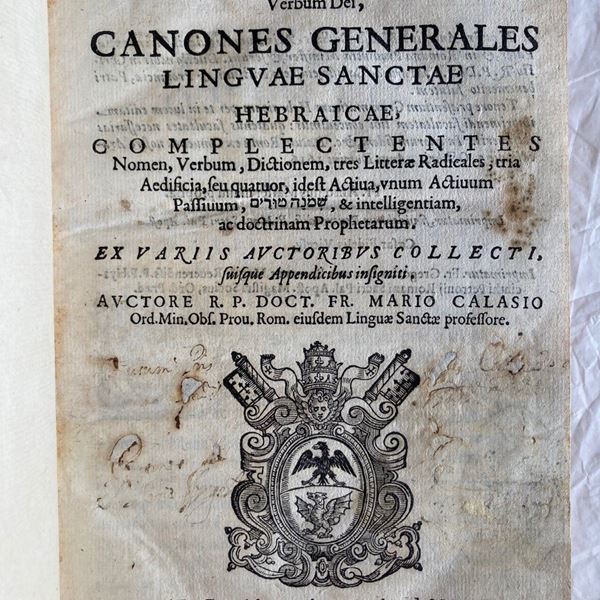 Verbum Dei,
CANONES GENERALES
LINGVAE SANCTAE
HEBRAICAE,
COMPLECTENTES
Nomen, Verbum, Dictionem, tres Litteræ Radicales, tria
Aedificia, seu quatuor, idest Actiua, vnum Actiuum
Passiuum, שמנה טורים, & intelligentiam,
ac doctrinam Prophetarum.
EX VARIIS AVCTORIBVS COLLECTI,
suisque Appendicibus insigniti,
AVCTORE R. P. DOCT. FR. MARIO CALASIO
Ord. Min. Obs. Prou. Rom. eiusdem Linguæ Sanctæ professore.